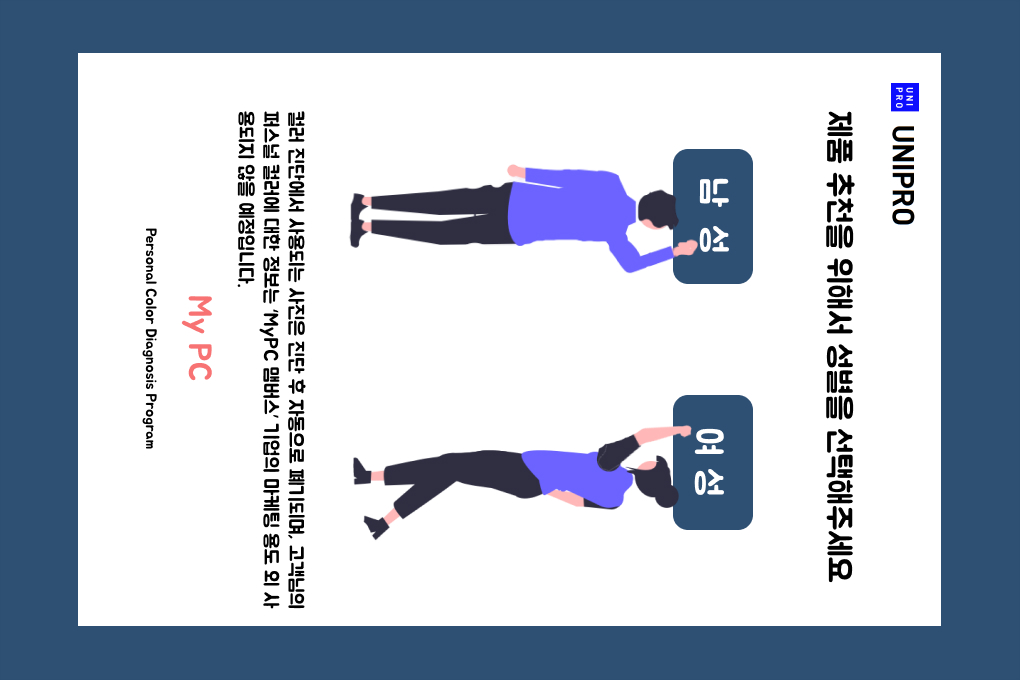 UNI
PRO
UNIPRO
제품 추천을 위해서 성별을 선택해주세요
남성
여성
컬러 진단에서 사용되는 사진은 진단 후 자동으로 폐기되며, 고객님의
퍼스널 컬러에 대한 정보는 'MyPC 맴버스' 기업의 마케팅 용도 외 사
용되지 않을 예정입니다.
My PC
Personal Color Diagnosis Program